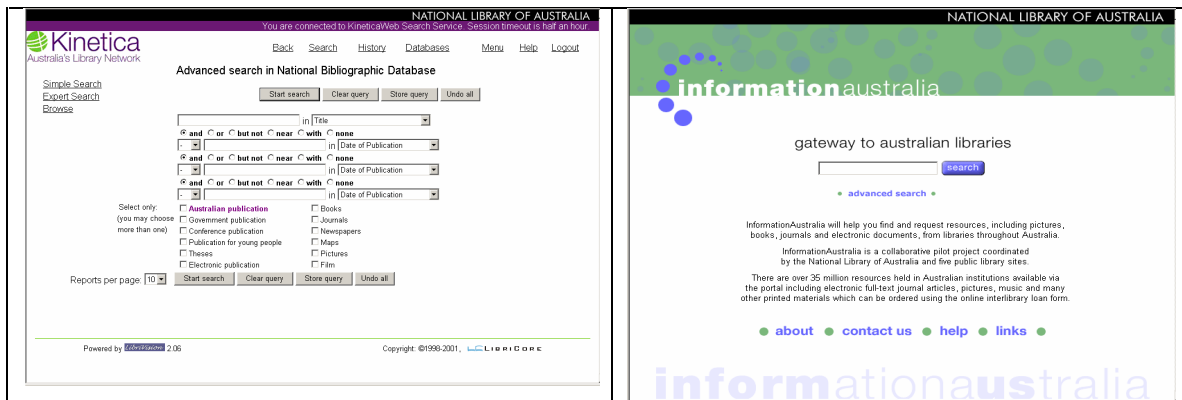 NATIONAL LIBRARY OF AUSTRALIA
You are connected to KineticaWeb Search Service. Session timeout is half an hour.
Kinetica
Australia's Library Network
Back Search History Databases Menu Help Logout
Advanced search in National Bibliographic Database
Simple Search
Expert Search
Browse
Start search Clear query Store query Undo all
in Title
and or but not near with none
- in Date of Publication
and or but not near with none
- in Date of Publication
and or but not near with none
- in Date of Publication
Select only:
(you may choose
more than one)
Australian publication Books
Government publication Journals
Conference publication Newspapers
Publication for young people Maps
Theses Pictures
Electronic publication Film
Reports per page: 10 Start search Clear query Store query Undo all
Powered by LibriVision 2.06
Copyright: ©1998-2001, LIBRICORE
NATIONAL LIBRARY OF AUSTRALIA
informationaustralia
gateway to australian libraries
search
advanced search
InformationAustralia will help you find and request resources, including pictures,
books, journals and electronic documents, from libraries throughout Australia.
InformationAustralia is a collaborative pilot project coordinated
by the National Library of Australia and five public library sites.
There are over 35 million resources held in Australian institutions available via
the portal including electronic full-text journal articles, pictures, music and many
other printed materials which can be ordered using the online interlibrary loan form.
about contact us help links
informationaustralia